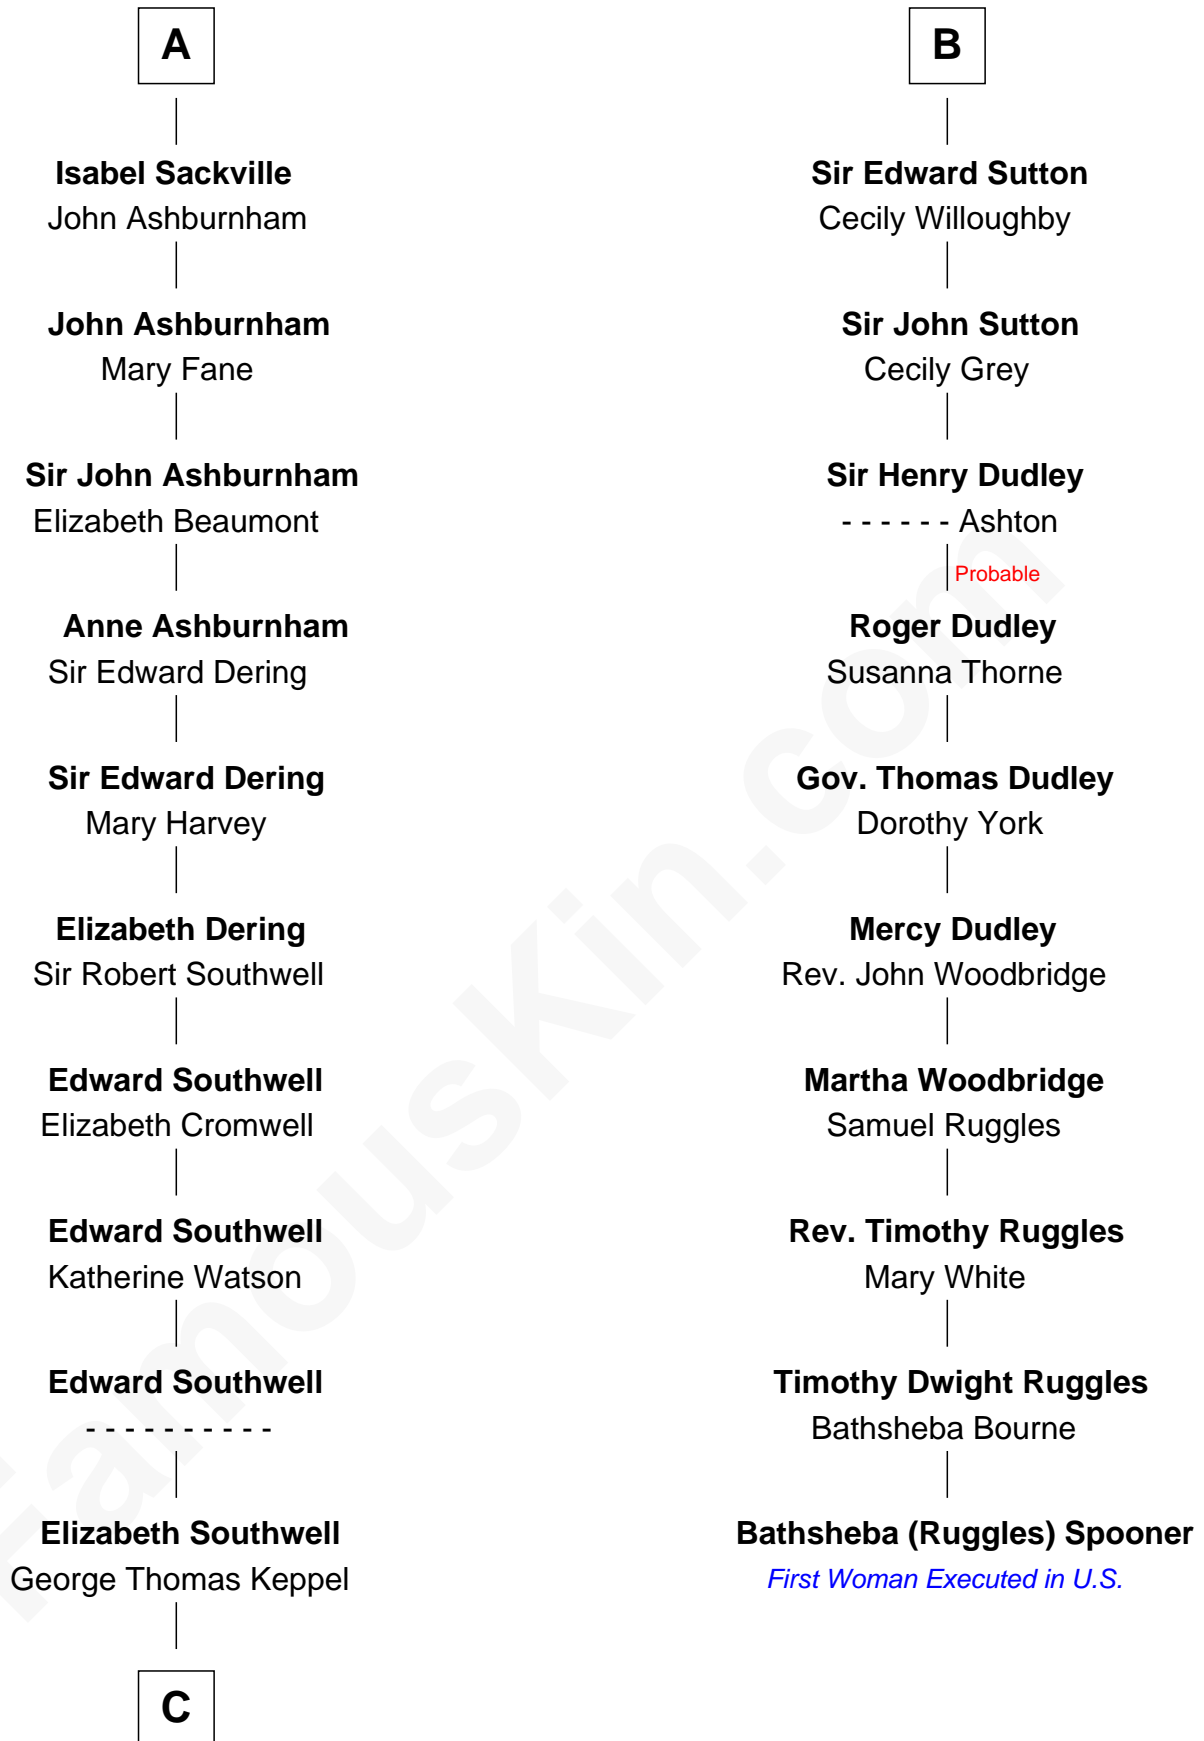 A
Isabel Sackville
John Ashburnham
John Ashburnham
Mary Fane
Sir John Ashburnham
Elizabeth Beaumont
Anne Ashburnham
Sir Edward Dering
Sir Edward Dering
Mary Harvey
Elizabeth Dering
Sir Robert Southwell
Edward Southwell
Elizabeth Cromwell
Edward Southwell
Katherine Watson
Edward Southwell
- - - - - - - - - -
Elizabeth Southwell
George Thomas Keppel
C
B
Sir Edward Sutton
Cecily Willoughby
Sir John Sutton
Cecily Grey
Sir Henry Dudley
- - - - - - Ashton
Probable
Roger Dudley
Susanna Thorne
Gov. Thomas Dudley
Dorothy York
Mercy Dudley
Rev. John Woodbridge
Martha Woodbridge
Samuel Ruggles
Rev. Timothy Ruggles
Mary White
Timothy Dwight Ruggles
Bathsheba Bourne
Bathsheba (Ruggles) Spooner
First Woman Executed in U.S.
FamousKin.com